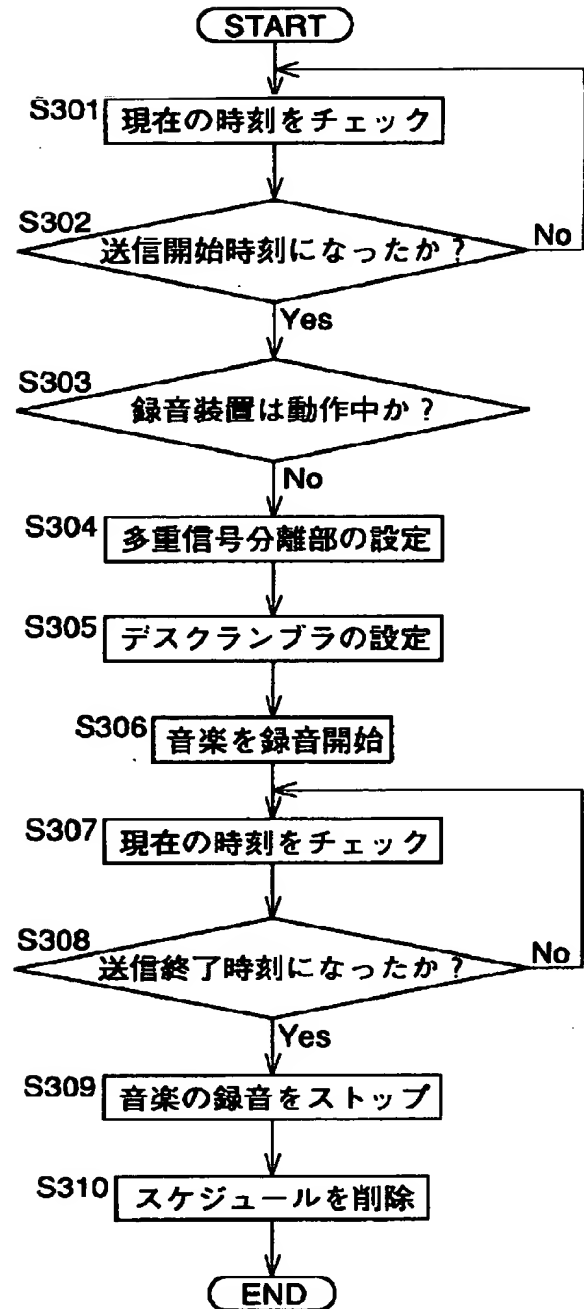 START
S301
現在の時刻をチェック
S302
送信開始時刻になったか?
No
Yes
S303
録音装置は動作中か?
No
S304
多重信号分離部の設定
S305
デスクランブラの設定
S306
音楽を録音開始
S307
現在の時刻をチェック
S308
送信終了時刻になったか?
No
Yes
S309
音楽の録音をストップ
S310
スケジュールを削除
END